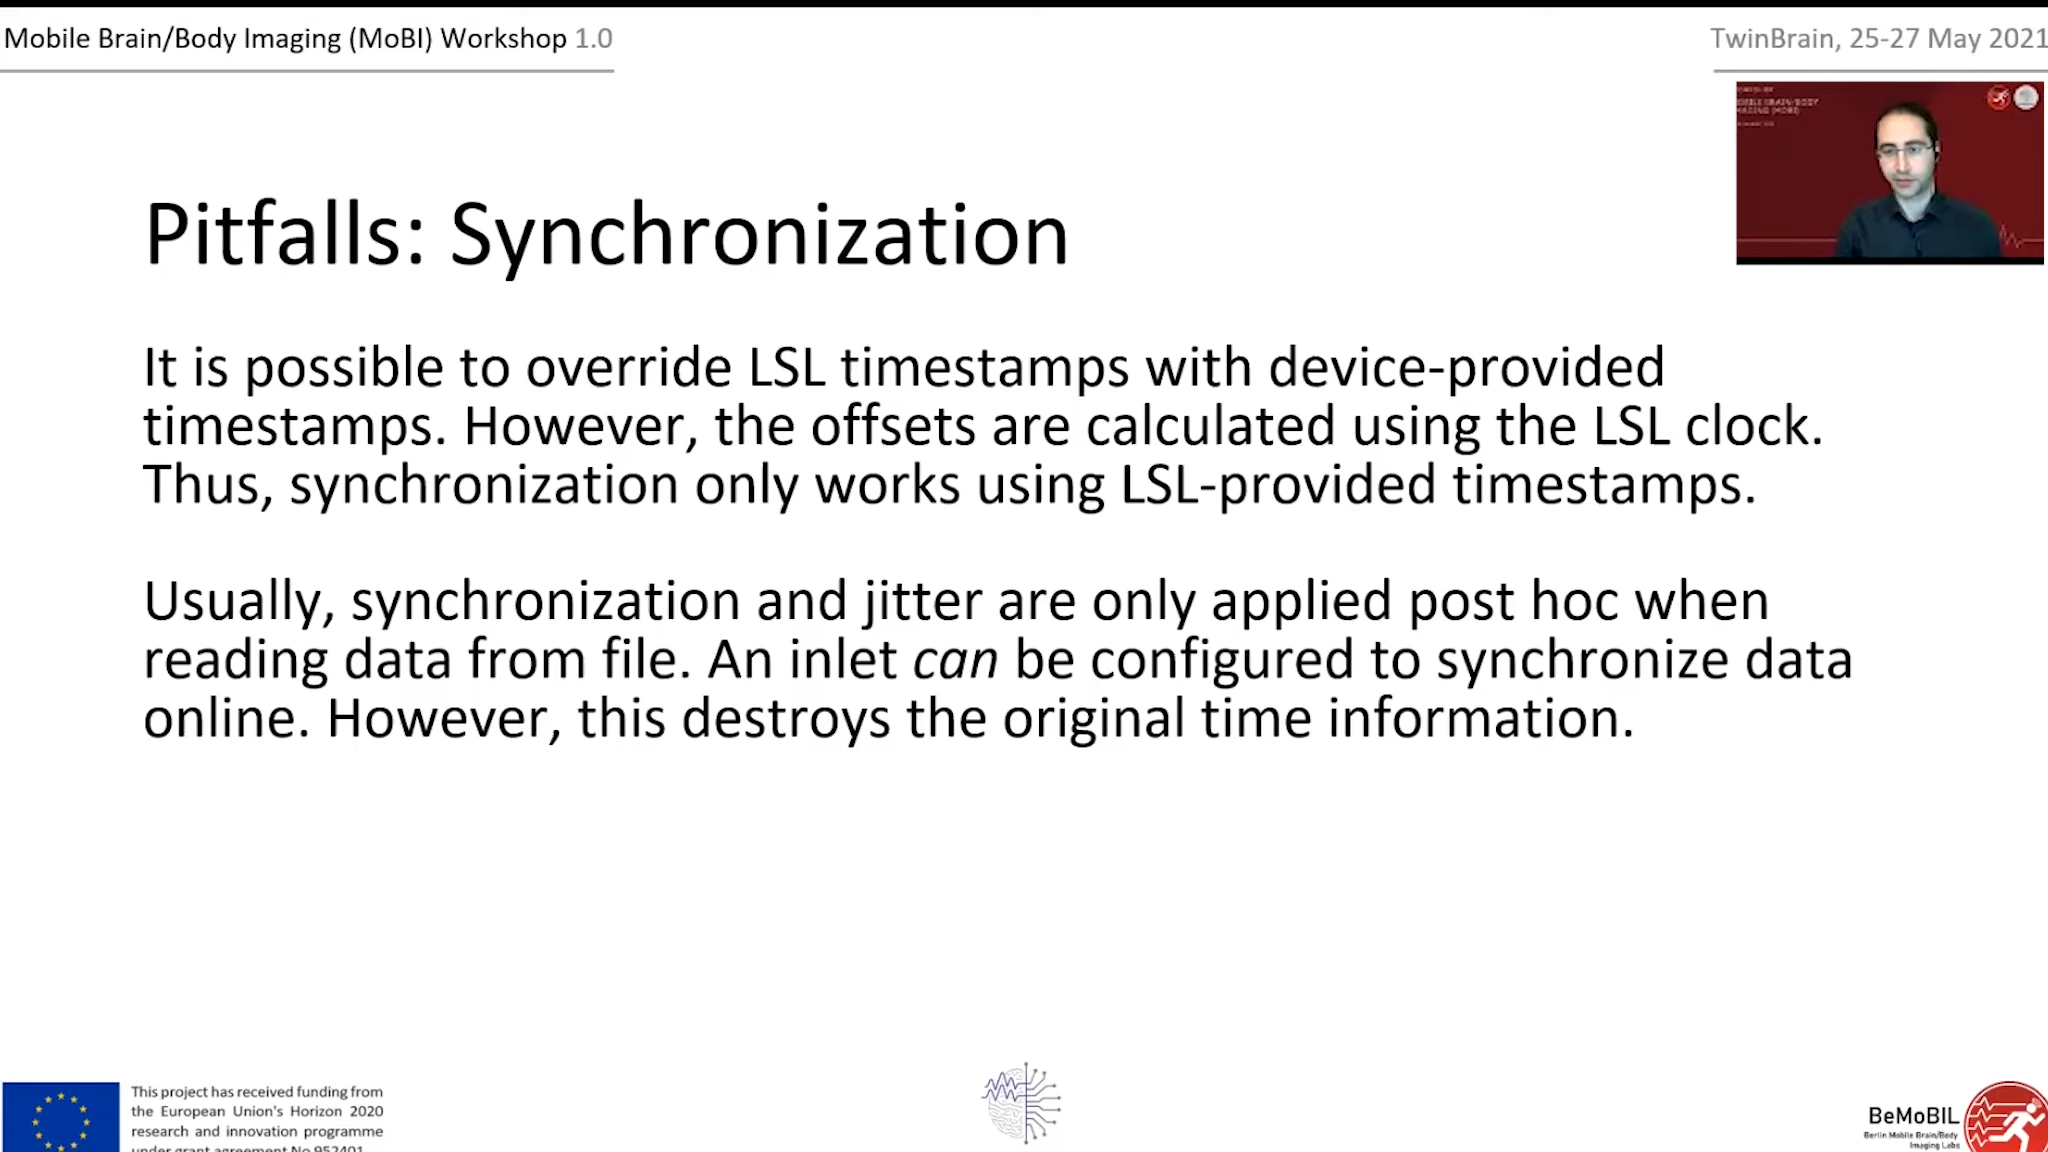 Mobile Brain/Body Imaging (MoBI) Workshop 1.0
TwinBrain, 25-27 May 2021
Pitfalls: Synchronization
It is possible to override LSL timestamps with device-provided
timestamps. However, the offsets are calculated using the LSL clock.
Thus, synchronization only works using LSL-provided timestamps.
Usually, synchronization and jitter are only applied post hoc when
reading data from file. An inlet can be configured to synchronize data
online. However, this destroys the original time information.
This project has received funding from
the European Union's Horizon 2020
research and innovation programme
under grant agreement No 952401
BeMoBIL
Berlin Mobile Brain/Body
Imaging Labs